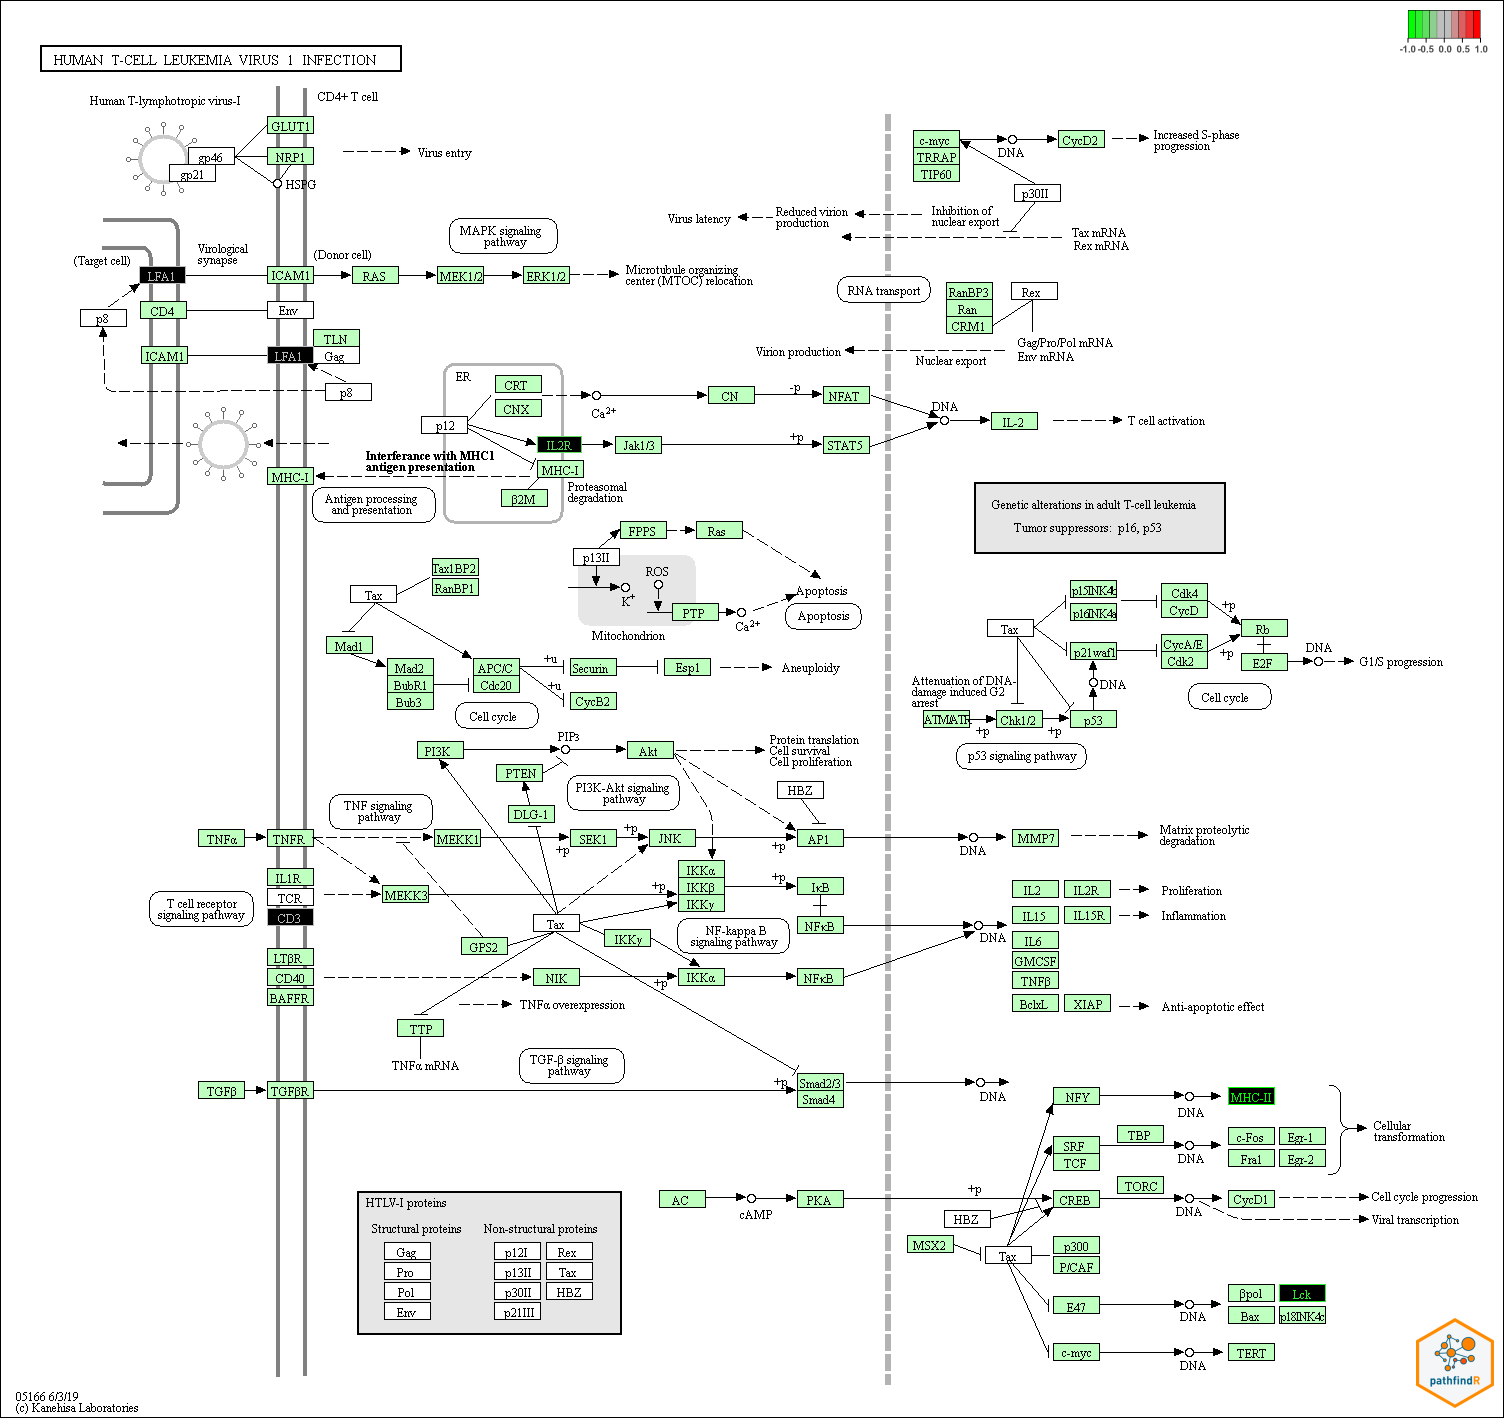 HUMAN T-CELL LEUKEMIA VIRUS 1 INFECTION
-1.0 -0.5 0.0 0.5 1.0
Human T-lymphotropic virus-I
CD4+ T cell
GLUT1
gp46
NRP1
gp21
HSPG
Virus entry
c-myc
TRRAP
TIP60
DNA
CycD2
Increased S-phase
progression
p30II
Virus latency
Reduced virion
production
Inhibition of
nuclear export
Tax mRNA
Rex mRNA
MAPK signaling
pathway
Virological
synapse
(Target cell)
(Donor cell)
LFA1
ICAM1
RAS
MEK1/2
ERK1/2
Microtubule organizing
center (MTOC) relocation
RNA transport
RanBP3
Ran
CRM1
Rex
p8
CD4
Env
TLN
ICAM1
LFA1
Gag
p8
Virion production
Nuclear export
Gag/Pro/Pol mRNA
Env mRNA
ER
CRT
CNX
Ca2+
CN
-p
NFAT
p12
IL2R
Jak1/3
+p
STAT5
DNA
IL-2
T cell activation
Interferance with MHC1
antigen presentation
MHC-I
MHC-I
β2M
Proteasomal
degradation
Antigen processing
and presentation
Genetic alterations in adult T-cell leukemia
Tumor suppressors: p16, p53
FPPS
Ras
p13II
ROS
K+
PTP
Ca2+
Mitochondrion
Apoptosis
Apoptosis
Tax1BP2
RanBP1
Tax
Mad1
Mad2
BubR1
Bub3
APC/C
Cdc20
+u
+u
Securin
CycB2
Esp1
Aneuploidy
Cell cycle
p15INK4c
p16INK4a
Cdk4
CycD
+p
Tax
p21waf1
CycA/E
Cdk2
+p
Rb
E2F
DNA
G1/S progression
DNA
Attenuation of DNA-
damage induced G2
arrest
ATM/ATR
+p
Chk1/2
+p
p53
Cell cycle
p53 signaling pathway
PI3K
PIP3
Akt
Protein translation
Cell survival
Cell proliferation
PTEN
DLG-1
PI3K-Akt signaling
pathway
HBZ
TNF signaling
pathway
TNFα
TNFR
MEKK1
+p
SEK1
+p
JNK
+p
AP1
DNA
MMP7
Matrix proteolytic
degradation
IL1R
TCR
CD3
T cell receptor
signaling pathway
MEKK3
+p
IKKα
IKKβ
IKKγ
+p
IκB
NFκB
DNA
IL2
IL2R
Proliferation
IL15
IL15R
Inflammation
IL6
GMCSF
TNFβ
BclxL
XIAP
Anti-apoptotic effect
Tax
GPS2
IKKγ
NF-kappa B
signaling pathway
LTβR
CD40
BAFFR
NIK
+p
IKKα
NFκB
TNFα overexpression
TTP
TNFα mRNA
TGF-β signaling
pathway
TGFβ
TGFβR
+p
Smad2/3
Smad4
DNA
NFY
DNA
MHC-II
SRF
TCF
TBP
DNA
c-Fos
Egr-1
Fra1
Egr-2
Cellular
transformation
AC
cAMP
PKA
+p
CREB
TORC
DNA
CycD1
Cell cycle progression
Viral transcription
HBZ
MSX2
Tax
p300
P/CAF
E47
DNA
βpol
Lck
Bax
p18INK4c
c-myc
DNA
TERT
HTLV-I proteins
Structural proteins
Non-structural proteins
Gag
p12I
Rex
Pro
p13II
Tax
Pol
p30II
HBZ
Env
p21III
pathfindR
05166 6/3/19
(c) Kanehisa Laboratories